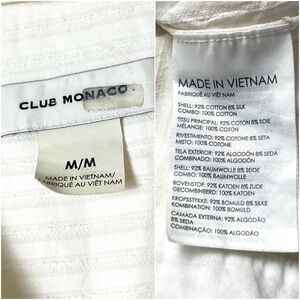 CLUB MONACO
M/M
MADE IN VIETNAM/
FABRIQUÉ AU VIÊT NAM
MADE IN VIETNAM
FABRIQUÉ AU VIÊT NAM
SHELL: 92% COTTON 8% SILK
COMBO: 100% COTTON
TISSU PRINCIPAL: 92% COTON 8% SOIE
MÉLANGE: 100% COTON
RIVESTIMENTO: 92% COTONE 8% SETA
MISTO: 100% COTONE
TELA EXTERIOR: 92% ALGODÓN 8% SEDA
COMBINADO: 100% ALGODÓN
SHELL: 92% BAUMWOLLE 8% SEIDE
COMBO: 100% BAUMWOLLE
BOVENSTOF: 92% KATOEN 8% ZIJDE
GECOMBINEERD: 100% KATOEN
KROPSSTYKKE: 92% BOMULD 8% SILKE
KOMBINATION: 100% BOMULD
CAMADA EXTERNA: 92% ALGODÃO
8% SEDA
COMBINAÇÃO: 100% ALGODÃO